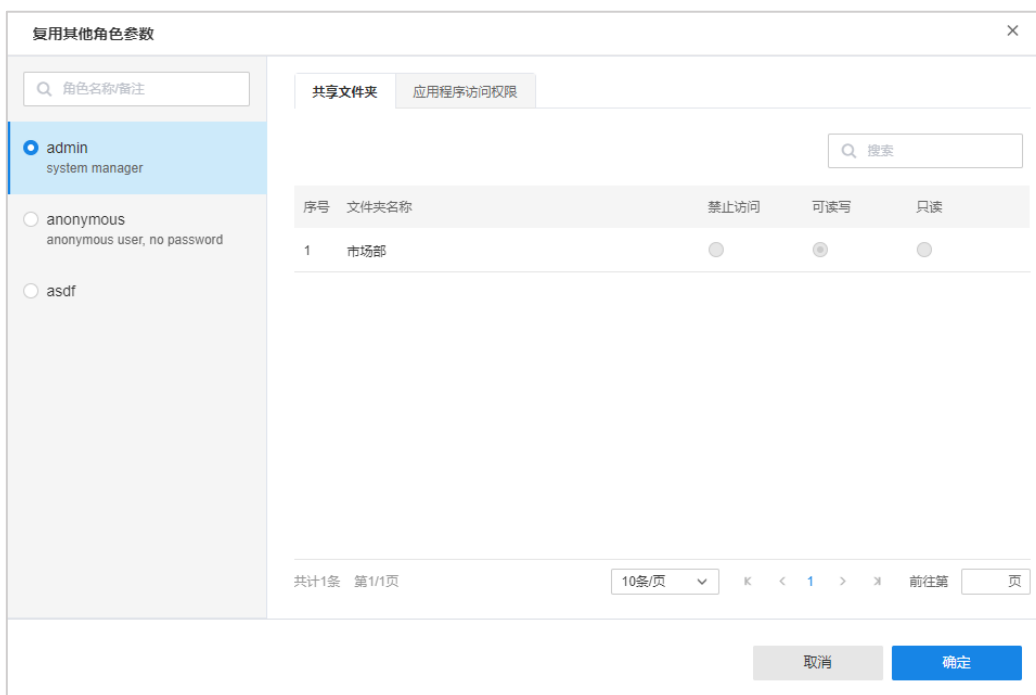 复用其他角色参数
角色名称/备注
admin
system manager
anonymous
anonymous user, no password
asdf
共享文件夹 应用程序访问权限
搜索
序号 文件夹名称 禁止访问 可读写 只读
1 市场部
共计1条 第1/1页 10条/页 1 前往第 页
取消 确定